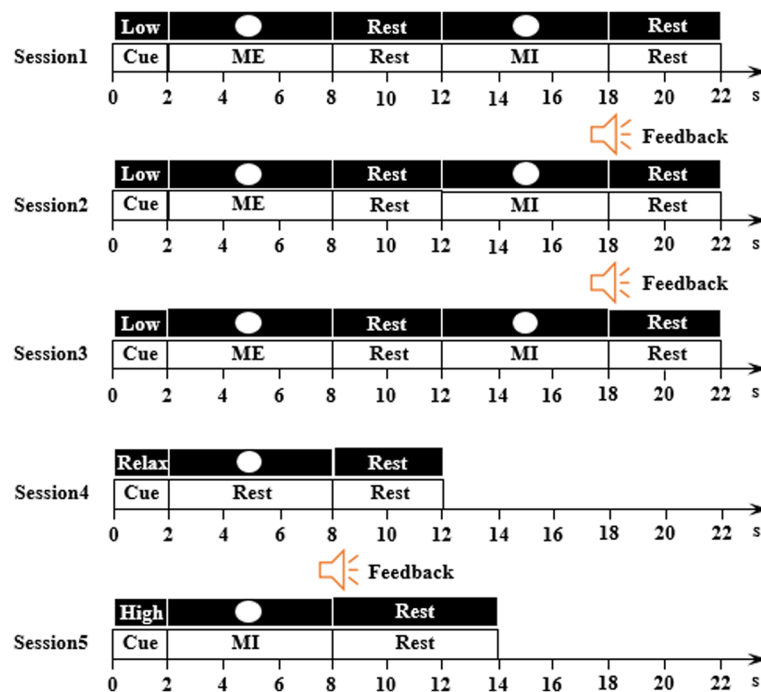 Low Rest Rest
Session1 Cue ME Rest MI Rest
0 2 4 6 8 10 12 14 16 18 20 22 s
Feedback
Low Rest Rest
Session2 Cue ME Rest MI Rest
0 2 4 6 8 10 12 14 16 18 20 22 s
Feedback
Low Rest Rest
Session3 Cue ME Rest MI Rest
0 2 4 6 8 10 12 14 16 18 20 22 s
Relax Rest
Session4 Cue Rest Rest
0 2 4 6 8 10 12 14 16 18 20 22 s
Feedback
High Rest
Session5 Cue MI Rest
0 2 4 6 8 10 12 14 16 18 20 22 s